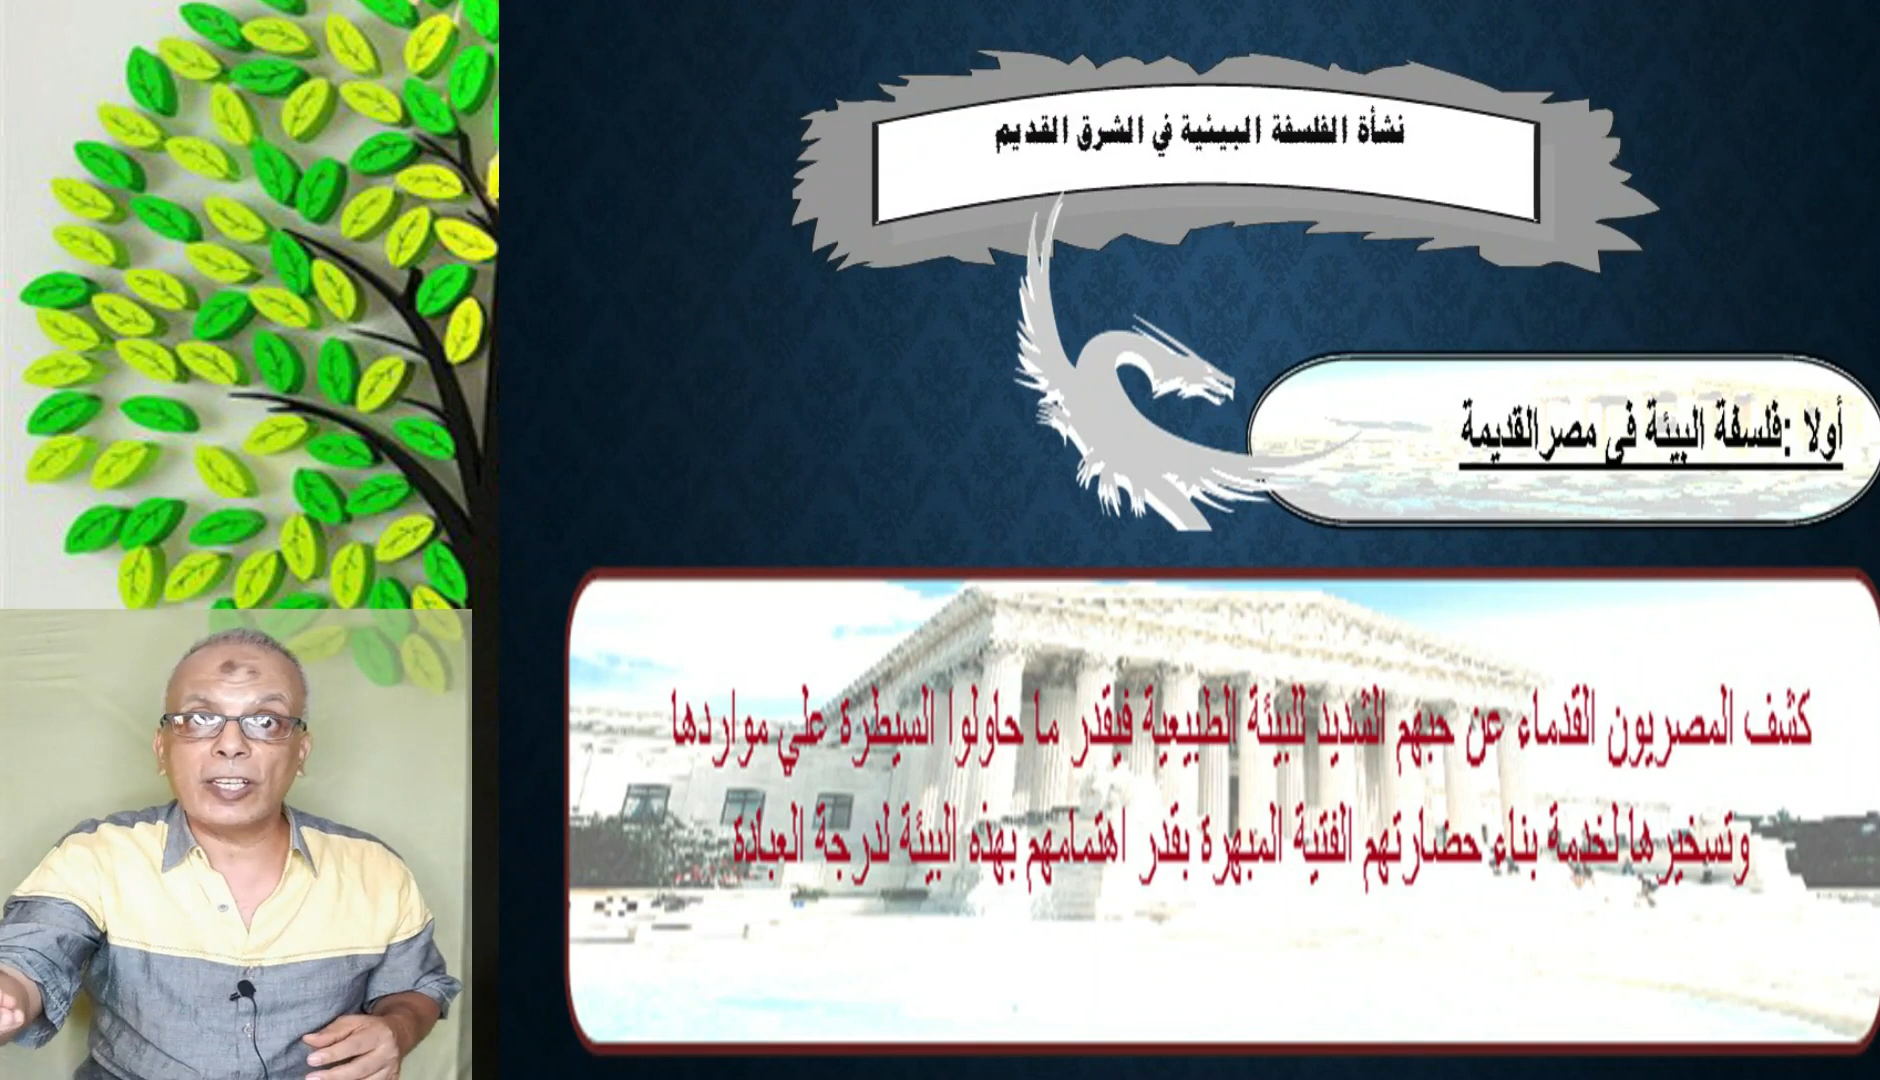 نشأة الفلسفة البيئية في الشرق القديم
أولا :فلسفة البيئة فى مصرالقديمة
كشف المصريون القدماء عن حبهم الشديد للبيئة الطبيعية فبقدر ما حاولوا السيطرة علي مواردها
وتسخيرها لخدمة بناء حضارتهم الفتية المبهرة بقدر اهتمامهم بهذه البيئة لدرجة العبادة